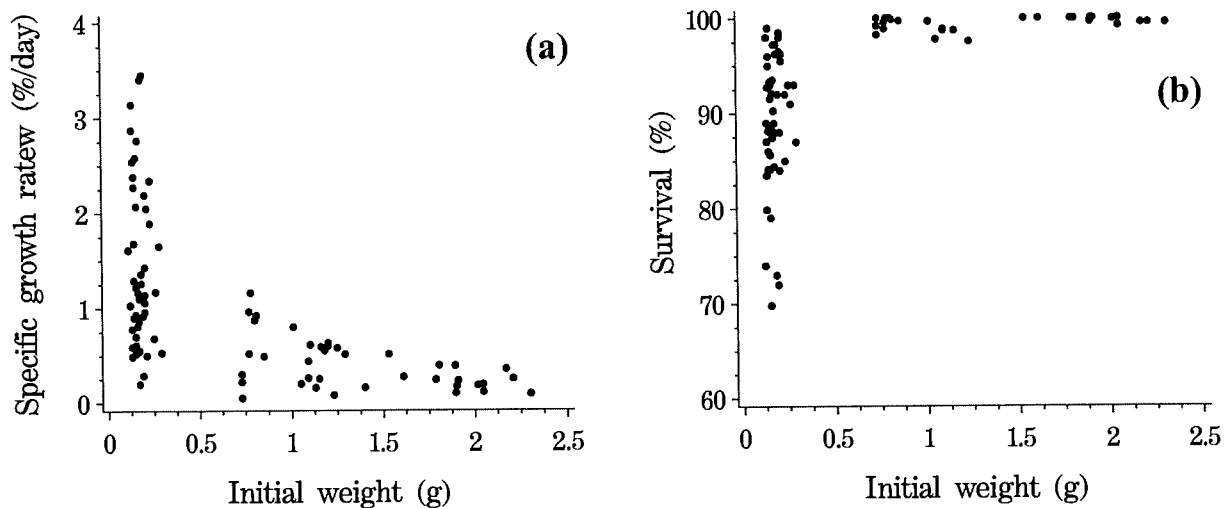 (a)
Specific growth ratew (%/day)
4
3
2
1
0
0 0.5 1 1.5 2 2.5
Initial weight (g)
(b)
Survival (%)
100
90
80
70
60
0 0.5 1 1.5 2 2.5
Initial weight (g)